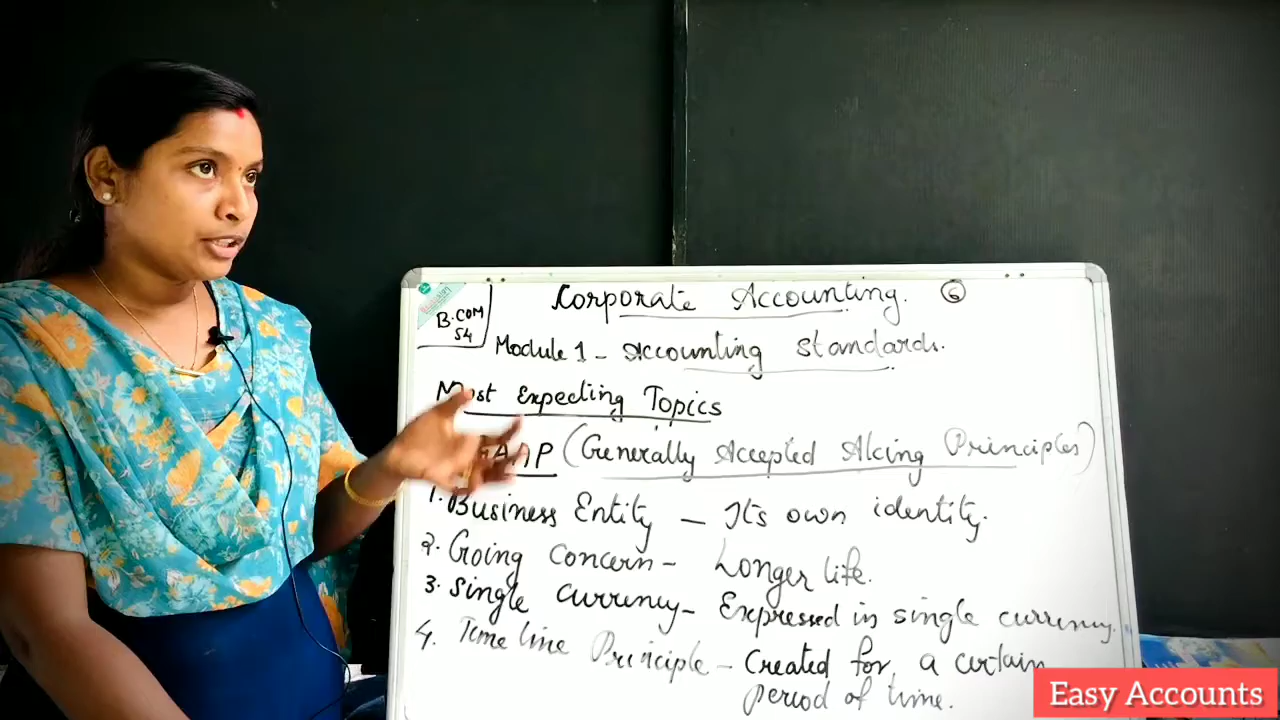 B.COM
S4
Corporate Accounting. 6
Module 1 - Accounting Standards.
Most Expecting Topics
GAAP (Generally Accepted A/cing Principles)
1. Business Entity - Its own identity.
2. Going Concern - Longer life.
3. Single Currency - Expressed in single currency.
4. Time line Principle - Created for a certain
period of time.
Easy Accounts